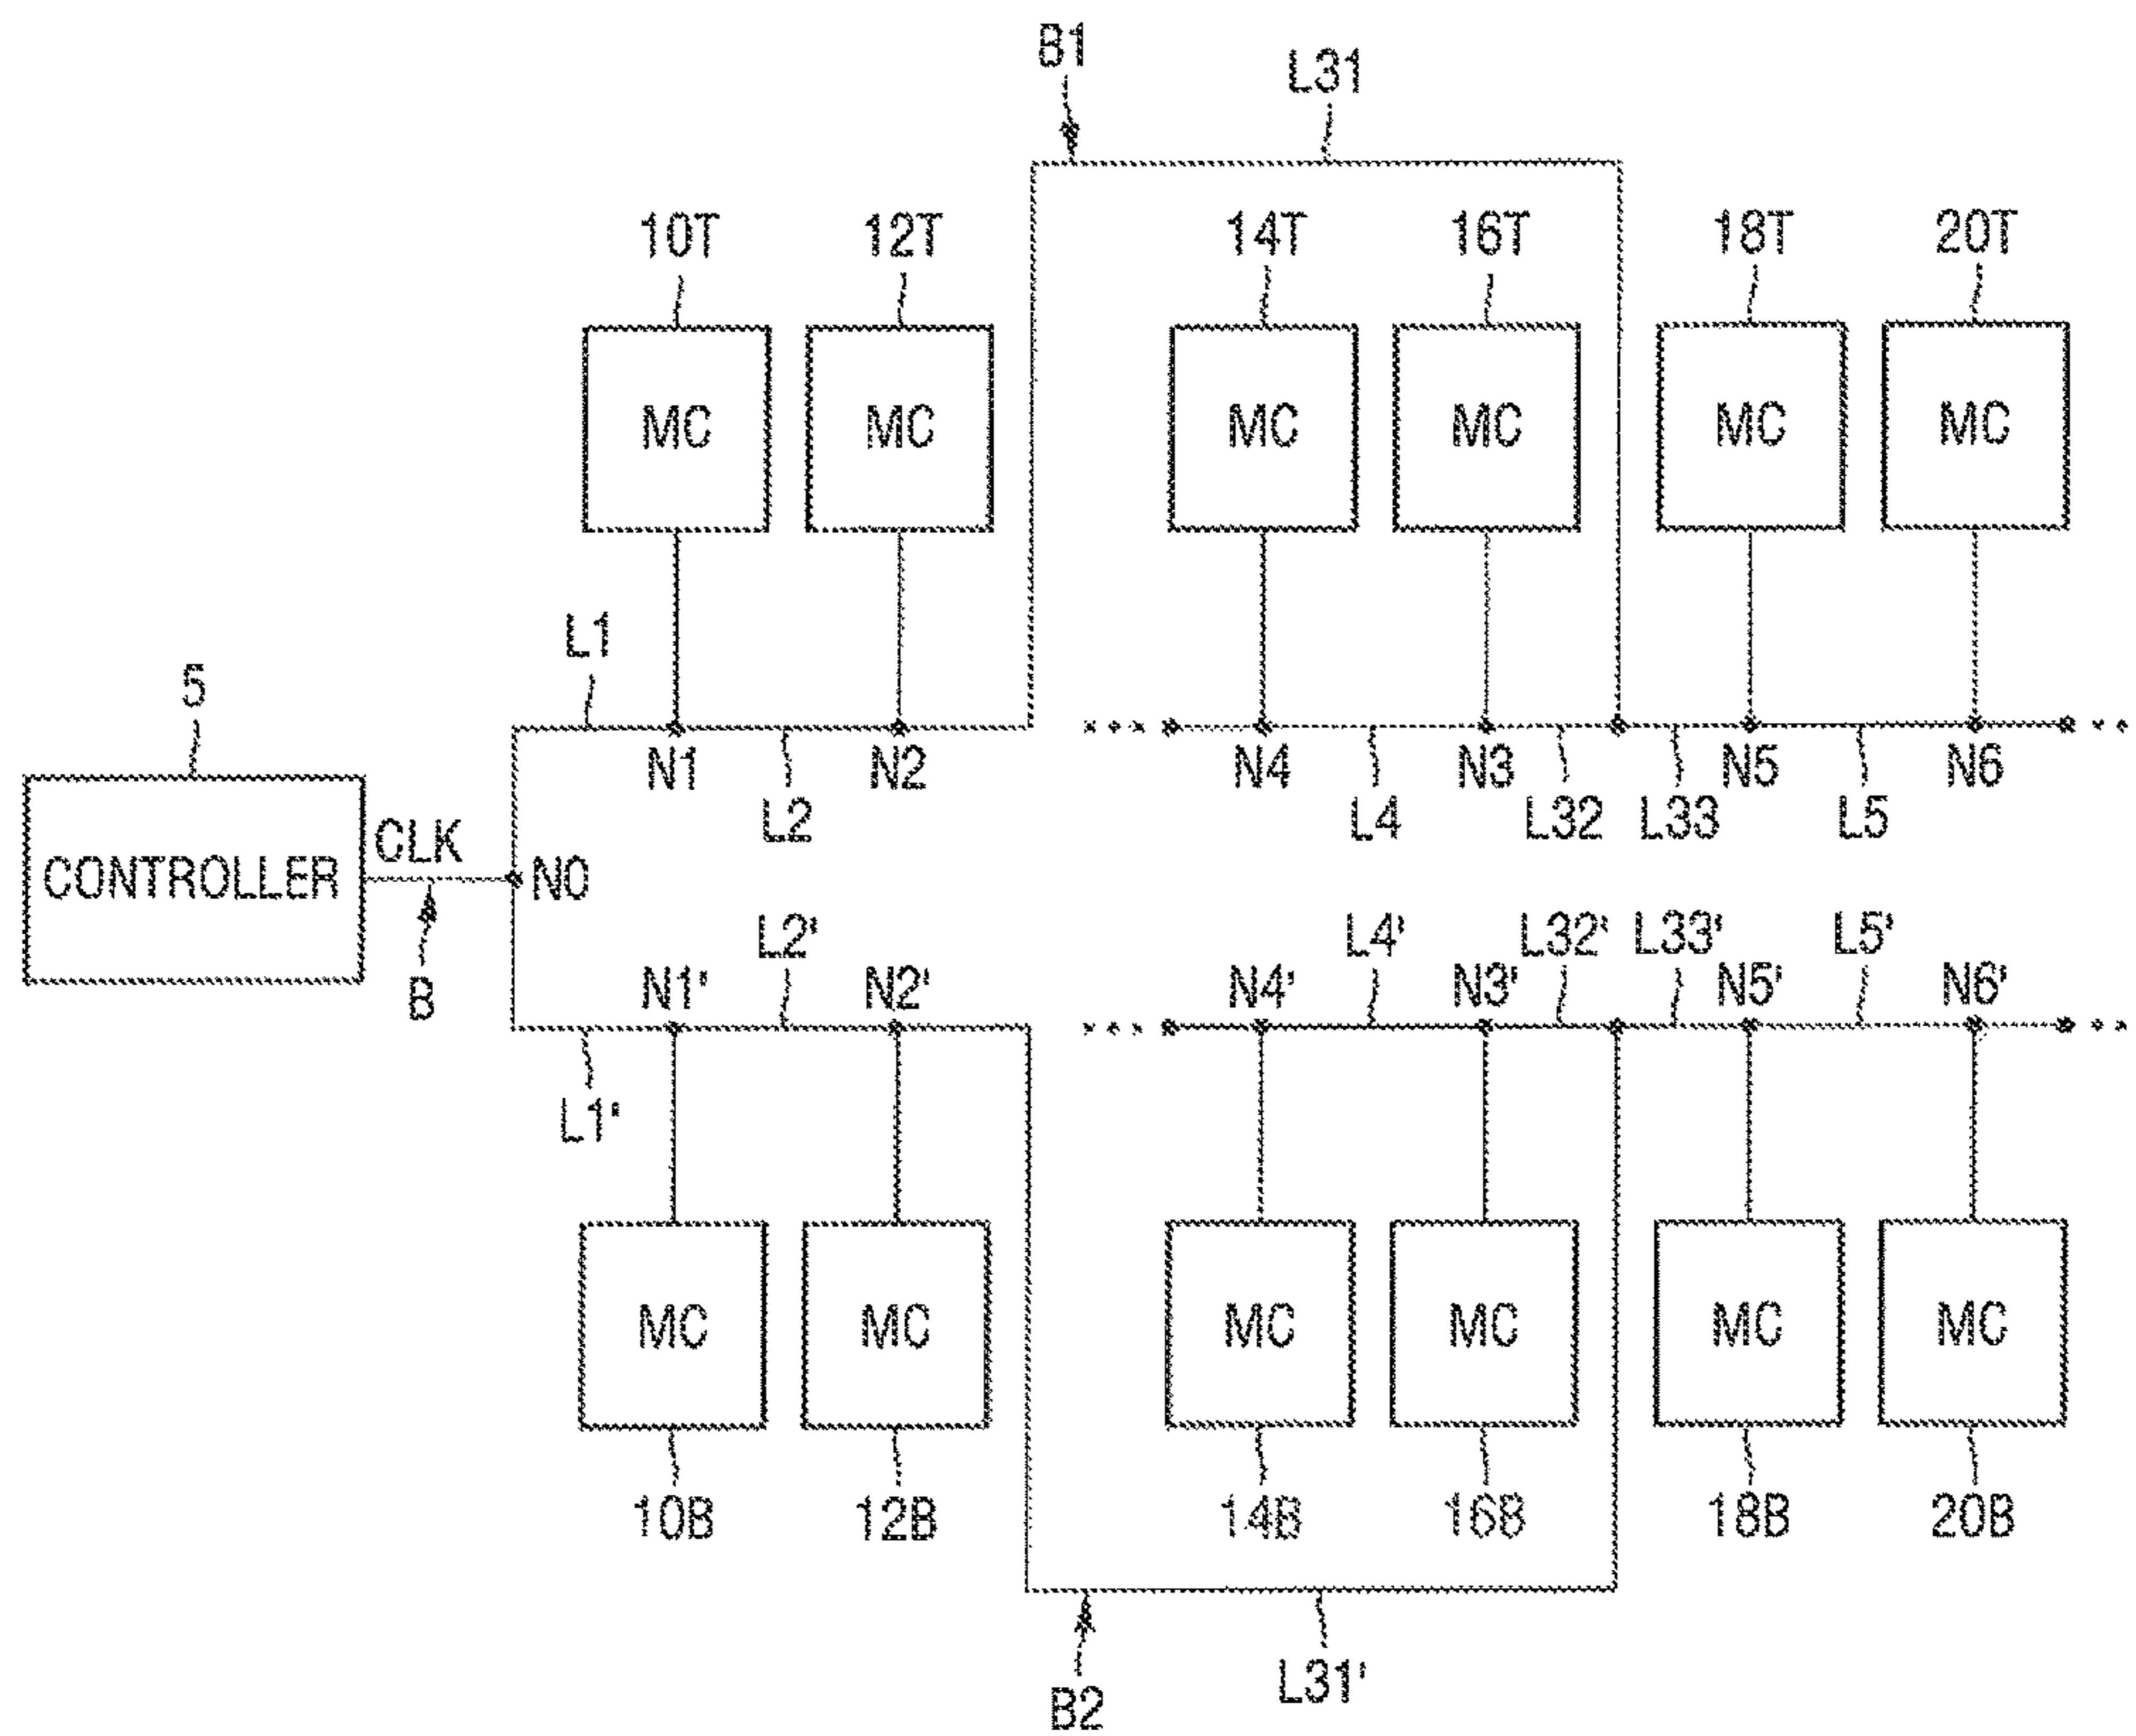 B1
L31
10T 12T 14T 16T 18T 20T
MC MC MC MC MC MC
L1
5
N1 N2 N4 N3 N5 N6
L2 L4 L32 L33 L5
CLK
CONTROLLER N0
B
L2' L4' L32' L33' L5'
N1' N2' N4' N3' N5' N6'
L1'
MC MC MC MC MC MC
10B 12B 14B 16B 18B 20B
L31'
B2